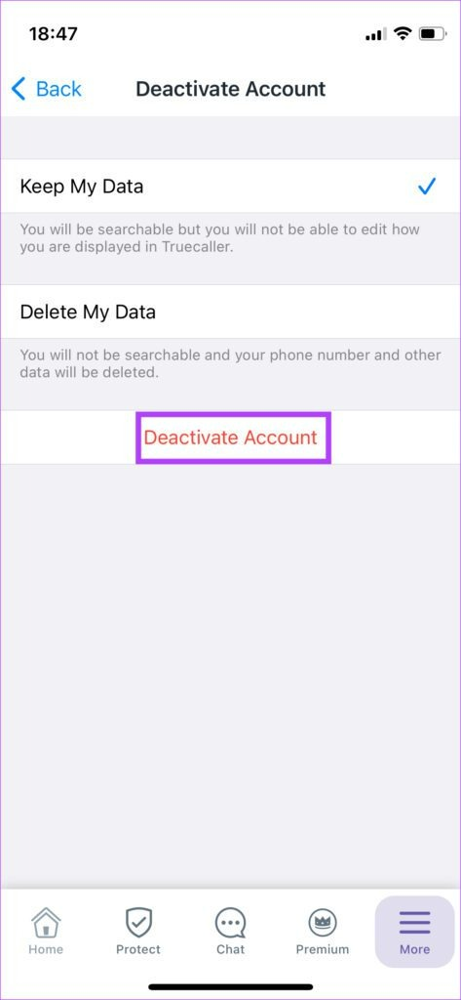 18:47
Back
Deactivate Account
Keep My Data
You will be searchable but you will not be able to edit how
you are displayed in Truecaller.
Delete My Data
You will not be searchable and your phone number and other
data will be deleted.
Deactivate Account
Home Protect Chat Premium More